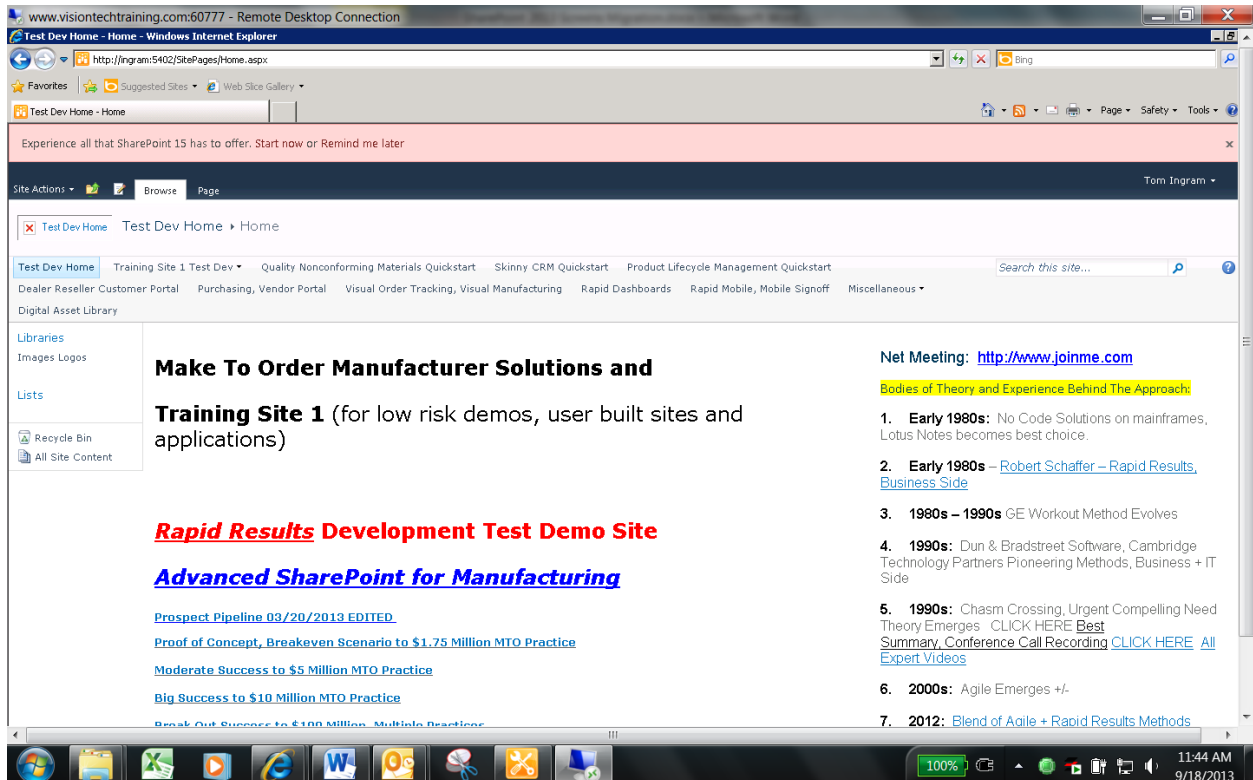 www.visiontechtraining.com:60777 - Remote Desktop Connection
Test Dev Home - Home - Windows Internet Explorer
http://ingram:5402/SitePages/Home.aspx
Bing
Favorites
Suggested Sites
Web Slice Gallery
Test Dev Home - Home
Page
Safety
Tools
Experience all that SharePoint 15 has to offer. Start now or Remind me later
Tom Ingram
Site Actions
Browse
Page
Test Dev Home
Test Dev Home
Home
Test Dev Home
Training Site 1 Test Dev
Quality Nonconforming Materials Quickstart
Skinny CRM Quickstart
Product Lifecycle Management Quickstart
Search this site...
Dealer Reseller Customer Portal
Purchasing, Vendor Portal
Visual Order Tracking, Visual Manufacturing
Rapid Dashboards
Rapid Mobile, Mobile Signoff
Miscellaneous
Digital Asset Library
Libraries
Images Logos
Lists
Recycle Bin
All Site Content
Make To Order Manufacturer Solutions and
Training Site 1 (for low risk demos, user built sites and
applications)
Rapid Results Development Test Demo Site
Advanced SharePoint for Manufacturing
Prospect Pipeline 03/20/2013 EDITED
Proof of Concept, Breakeven Scenario to $1.75 Million MTO Practice
Moderate Success to $5 Million MTO Practice
Big Success to $10 Million MTO Practice
Break Out Success to $100 Million, Multiple Practices
Net Meeting: http://www.joinme.com
Bodies of Theory and Experience Behind The Approach:
1. Early 1980s: No Code Solutions on mainframes,
Lotus Notes becomes best choice.
2. Early 1980s – Robert Schaffer – Rapid Results,
Business Side
3. 1980s – 1990s GE Workout Method Evolves
4. 1990s: Dun & Bradstreet Software, Cambridge
Technology Partners Pioneering Methods, Business + IT
Side
5. 1990s: Chasm Crossing, Urgent Compelling Need
Theory Emerges CLICK HERE Best
Summary, Conference Call Recording CLICK HERE All
Expert Videos
6. 2000s: Agile Emerges +/-
7. 2012: Blend of Agile + Rapid Results Methods
100%
11:44 AM
9/18/2013